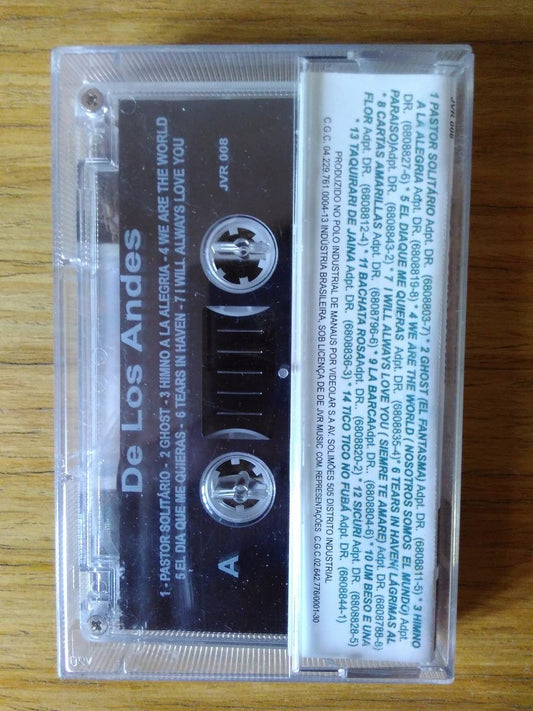 De Los Andes
JVR 008
1 - PASTOR SOLITÁRIO - 2 GHOST - 3 HIMNO A LA ALEGRIA - 4 WE ARE THE WORLD
5 EL DIA QUE ME QUIERAS - 6 TEARS IN HAVEN - 7 I WILL ALWAYS LOVE YOU
A
JVR 008
1 PASTOR SOLITÁRIO Adpt. DR. (6808803-7) * 2 GHOST (EL FANTASMA) Adpt. DR. (6808811-5) * 3 HIMNO
A LA ALEGRIA Adpt. DR. (6808819-8) * 4 WE ARE THE WORLD ( NOSOTROS SOMOS EL MUNDO) Adpt.
DR. (6808827-6) * 5 EL DIAQUE ME QUIERAS Adpt. DR. (6808835-4) * 6 TEARS IN HAVEN( LÁGRIMAS AL
PARAISO)Adpt. DR. (6808843-2) * 7 I WILL ALWAYS LOVE YOU ( SIEMRE TE AMARE) Adpt. DR. (6808788-8)
* 8 CARTAS AMARILLAS Adpt. DR. (6808796-6) * 9 LA BARCAAdpt. DR. (6808804-6) * 10 UM BESO E UNA
FLOR Adpt. DR. (6808812-4) * 11 BACHATA ROSAAdpt. DR.. (6808820-2) * 12 SICURI Adpt. DR. (6808828-5)
* 13 TAQUIRARI DE JAINA Adpt. DR. (6808836-3) * 14 TICO TICO NO FUBÁ Adpt. DR. (6808844-1)
PRODUZIDO NO POLO INDUSTRIAL DE MANAUS POR VIDEOLAR S.A AV. SOLIMÕES 505 DISTRITO INDUSTRIAL
C.G.C. 04.229.761.0004-13 INDÚSTRIA BRASILEIRA, SOB LICENÇA DE DE JVR MUSIC. COM. REPRESENTAÇÕES. C.G.C.02.642.776/0001-30